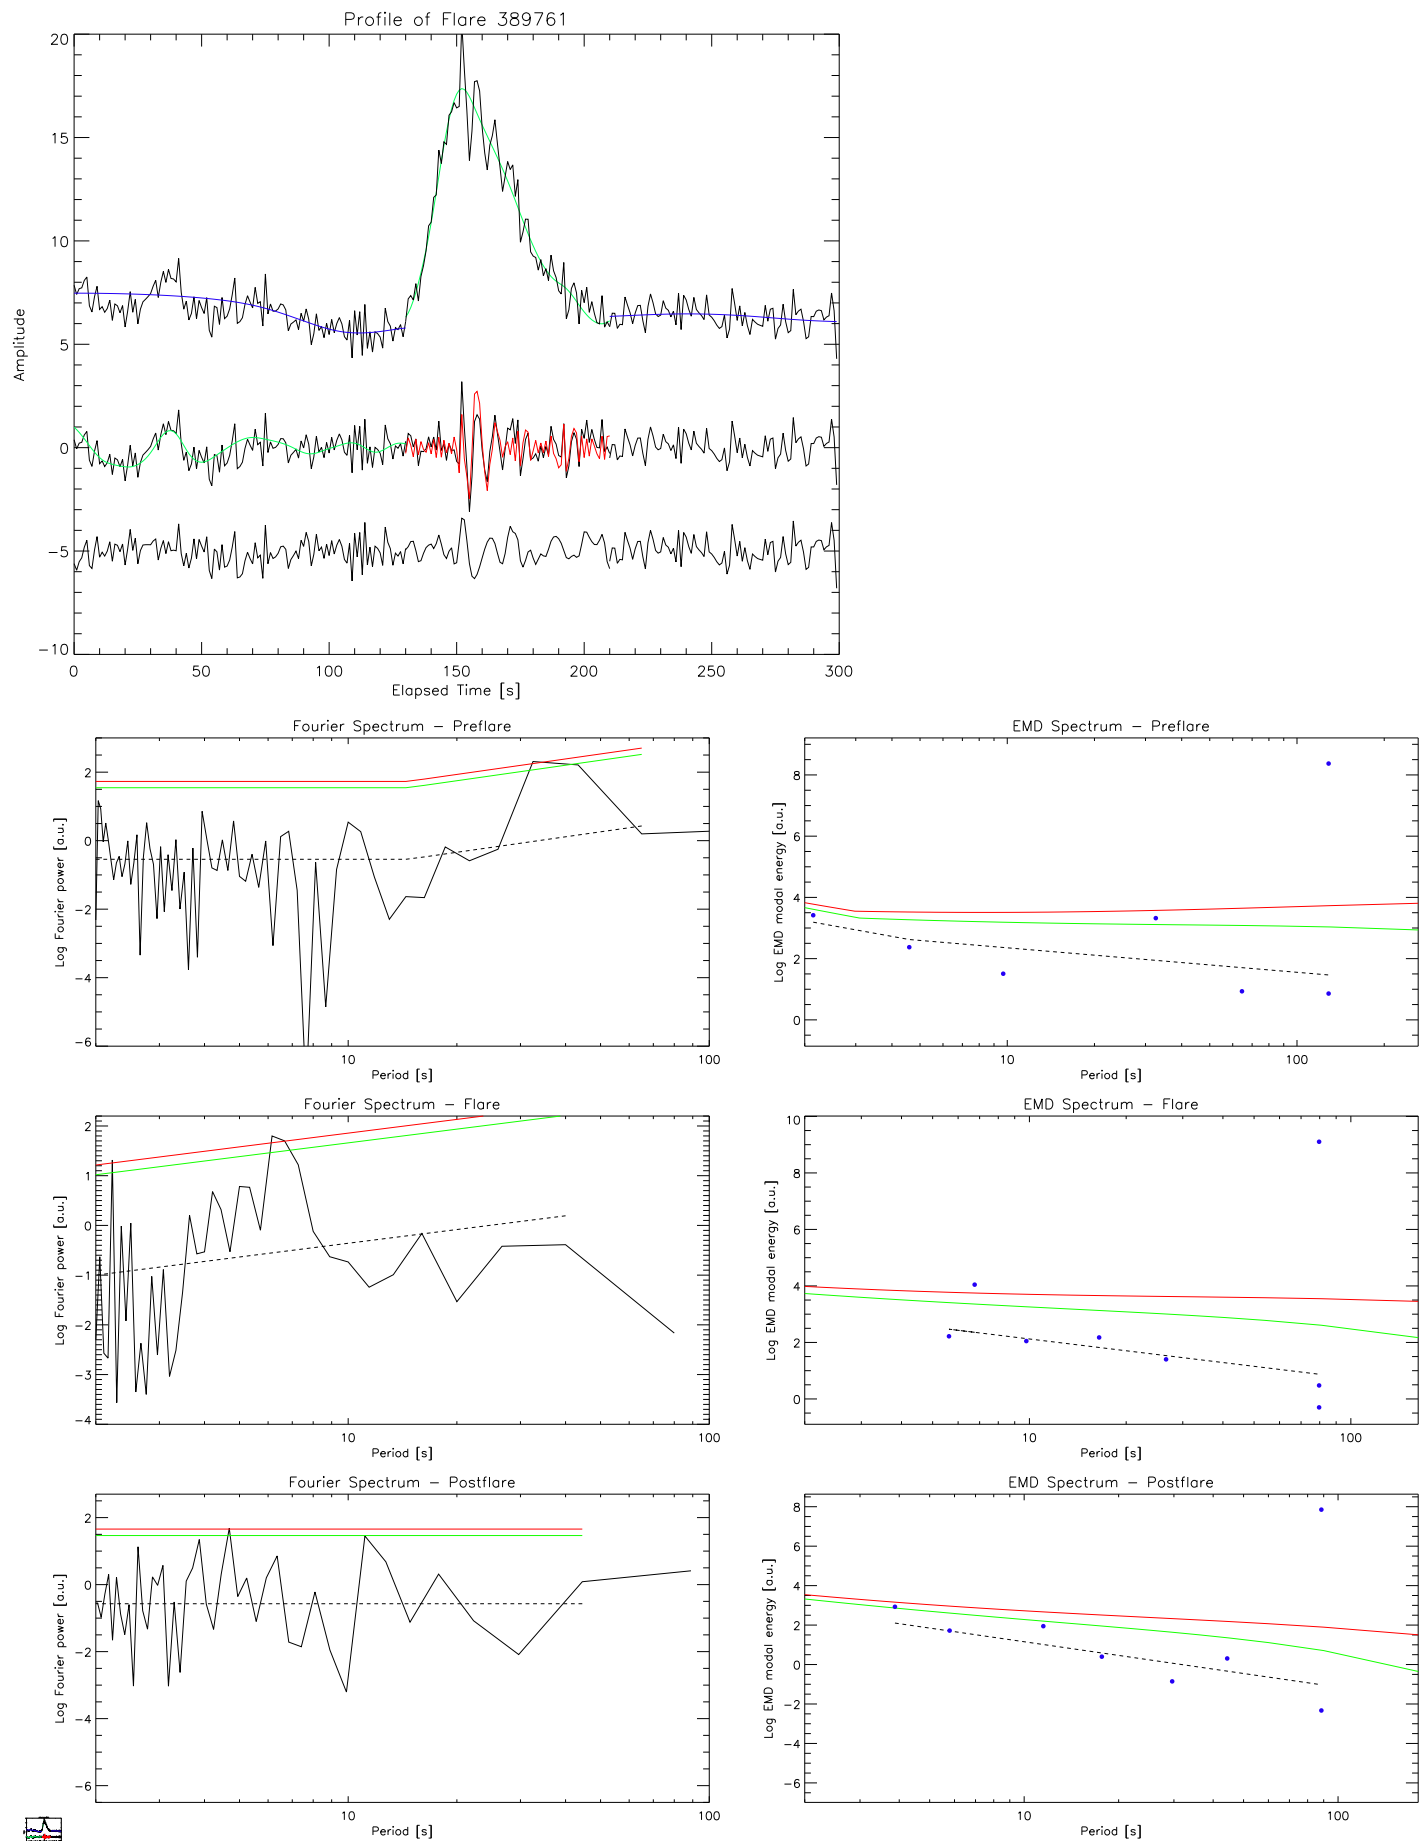 Profile of Flare 389761
20
15
10
5
0
−5
−10
Amplitude
0 50 100 150 200 250 300
Elapsed Time [s]
Fourier Spectrum − Preflare
2
0
−2
−4
−6
Log Fourier power [a.u.]
10 100
Period [s]
EMD Spectrum − Preflare
8
6
4
2
0
Log EMD modal energy [a.u.]
10 100
Period [s]
Fourier Spectrum − Flare
2
1
0
−1
−2
−3
−4
Log Fourier power [a.u.]
10 100
Period [s]
EMD Spectrum − Flare
10
8
6
4
2
0
Log EMD modal energy [a.u.]
10 100
Period [s]
Fourier Spectrum − Postflare
2
0
−2
−4
−6
Log Fourier power [a.u.]
10 100
Period [s]
EMD Spectrum − Postflare
8
6
4
2
0
−2
−4
−6
Log EMD modal energy [a.u.]
10 100
Period [s]